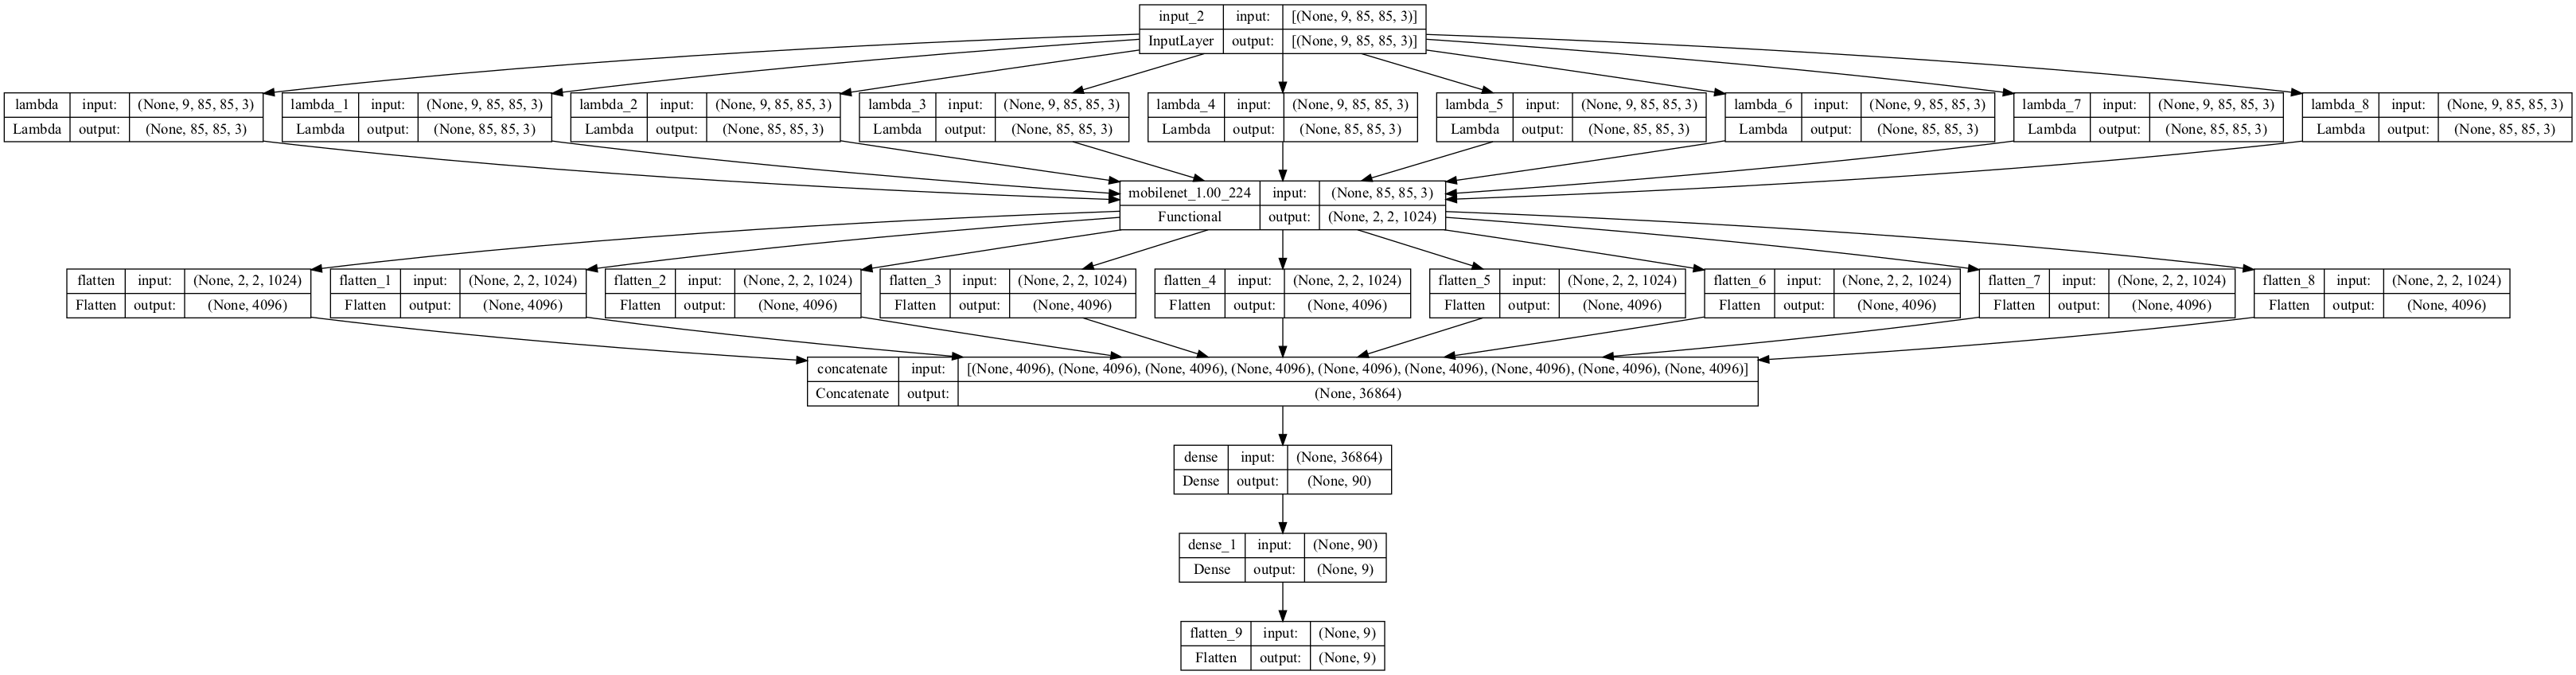 input_2 input: [(None, 9, 85, 85, 3)]
InputLayer output: [(None, 9, 85, 85, 3)]
lambda input: (None, 9, 85, 85, 3) lambda_1 input: (None, 9, 85, 85, 3) lambda_2 input: (None, 9, 85, 85, 3) lambda_3 input: (None, 9, 85, 85, 3) lambda_4 input: (None, 9, 85, 85, 3) lambda_5 input: (None, 9, 85, 85, 3) lambda_6 input: (None, 9, 85, 85, 3) lambda_7 input: (None, 9, 85, 85, 3) lambda_8 input: (None, 9, 85, 85, 3)
Lambda output: (None, 85, 85, 3) Lambda output: (None, 85, 85, 3) Lambda output: (None, 85, 85, 3) Lambda output: (None, 85, 85, 3) Lambda output: (None, 85, 85, 3) Lambda output: (None, 85, 85, 3) Lambda output: (None, 85, 85, 3) Lambda output: (None, 85, 85, 3) Lambda output: (None, 85, 85, 3)
mobilenet_1.00_224 input: (None, 85, 85, 3)
Functional output: (None, 2, 2, 1024)
flatten input: (None, 2, 2, 1024) flatten_1 input: (None, 2, 2, 1024) flatten_2 input: (None, 2, 2, 1024) flatten_3 input: (None, 2, 2, 1024) flatten_4 input: (None, 2, 2, 1024) flatten_5 input: (None, 2, 2, 1024) flatten_6 input: (None, 2, 2, 1024) flatten_7 input: (None, 2, 2, 1024) flatten_8 input: (None, 2, 2, 1024)
Flatten output: (None, 4096) Flatten output: (None, 4096) Flatten output: (None, 4096) Flatten output: (None, 4096) Flatten output: (None, 4096) Flatten output: (None, 4096) Flatten output: (None, 4096) Flatten output: (None, 4096) Flatten output: (None, 4096)
concatenate input: [(None, 4096), (None, 4096), (None, 4096), (None, 4096), (None, 4096), (None, 4096), (None, 4096), (None, 4096), (None, 4096)]
Concatenate output: (None, 36864)
dense input: (None, 36864)
Dense output: (None, 90)
dense_1 input: (None, 90)
Dense output: (None, 9)
flatten_9 input: (None, 9)
Flatten output: (None, 9)